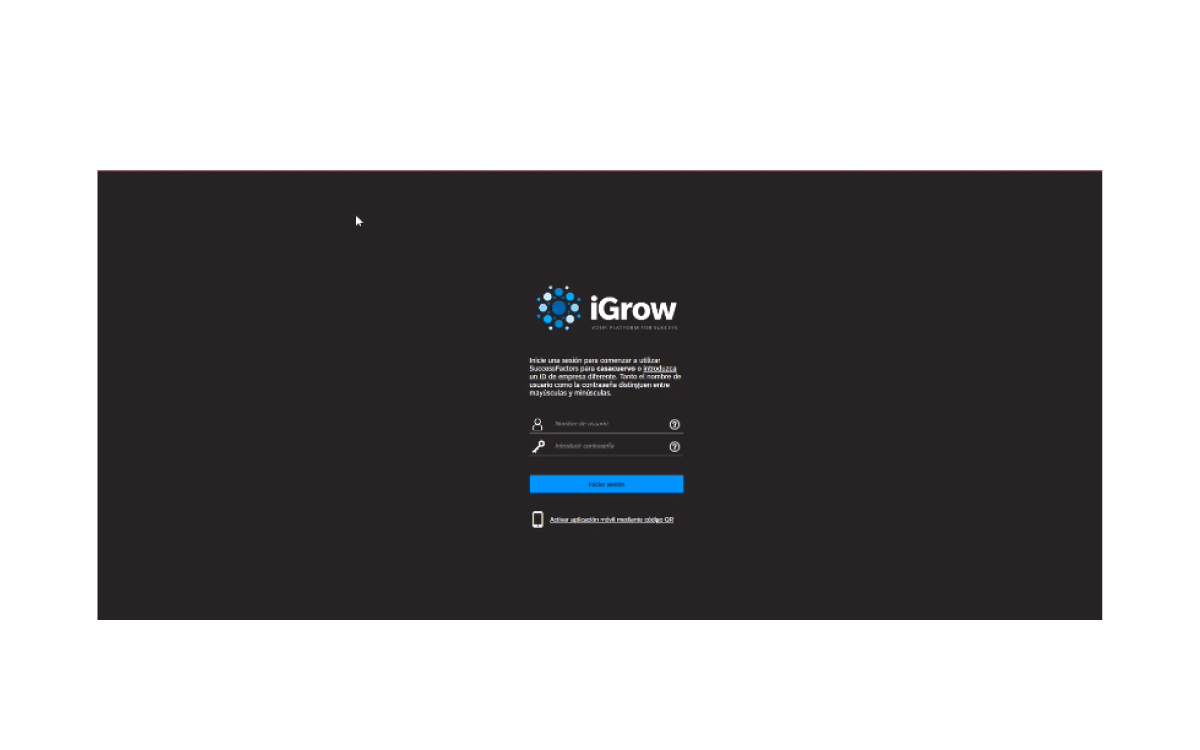 iGrow
YOUR PLATFORM FOR SUCCESS
Inicie una sesión para comenzar a utilizar
SuccessFactors para casacuervo o introduzca
un ID de empresa diferente. Tanto el nombre de
usuario como la contraseña distinguen entre
mayúsculas y minúsculas.
Nombre de usuario
Introducir contraseña
Iniciar sesión
Activar aplicación móvil mediante código QR